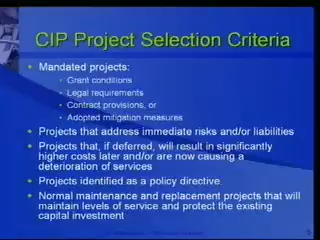 CIP Project Selection Criteria
Mandated projects:
Grant conditions
Legal requirements
Contract provisions, or
Adopted mitigation measures
Projects that address immediate risks and/or liabilities
Projects that, if deferred, will result in significantly
higher costs later and/or are now causing a
deterioration of services
Projects identified as a policy directive.
Normal maintenance and replacement projects that will
maintain levels of service and protect the existing
capital investment